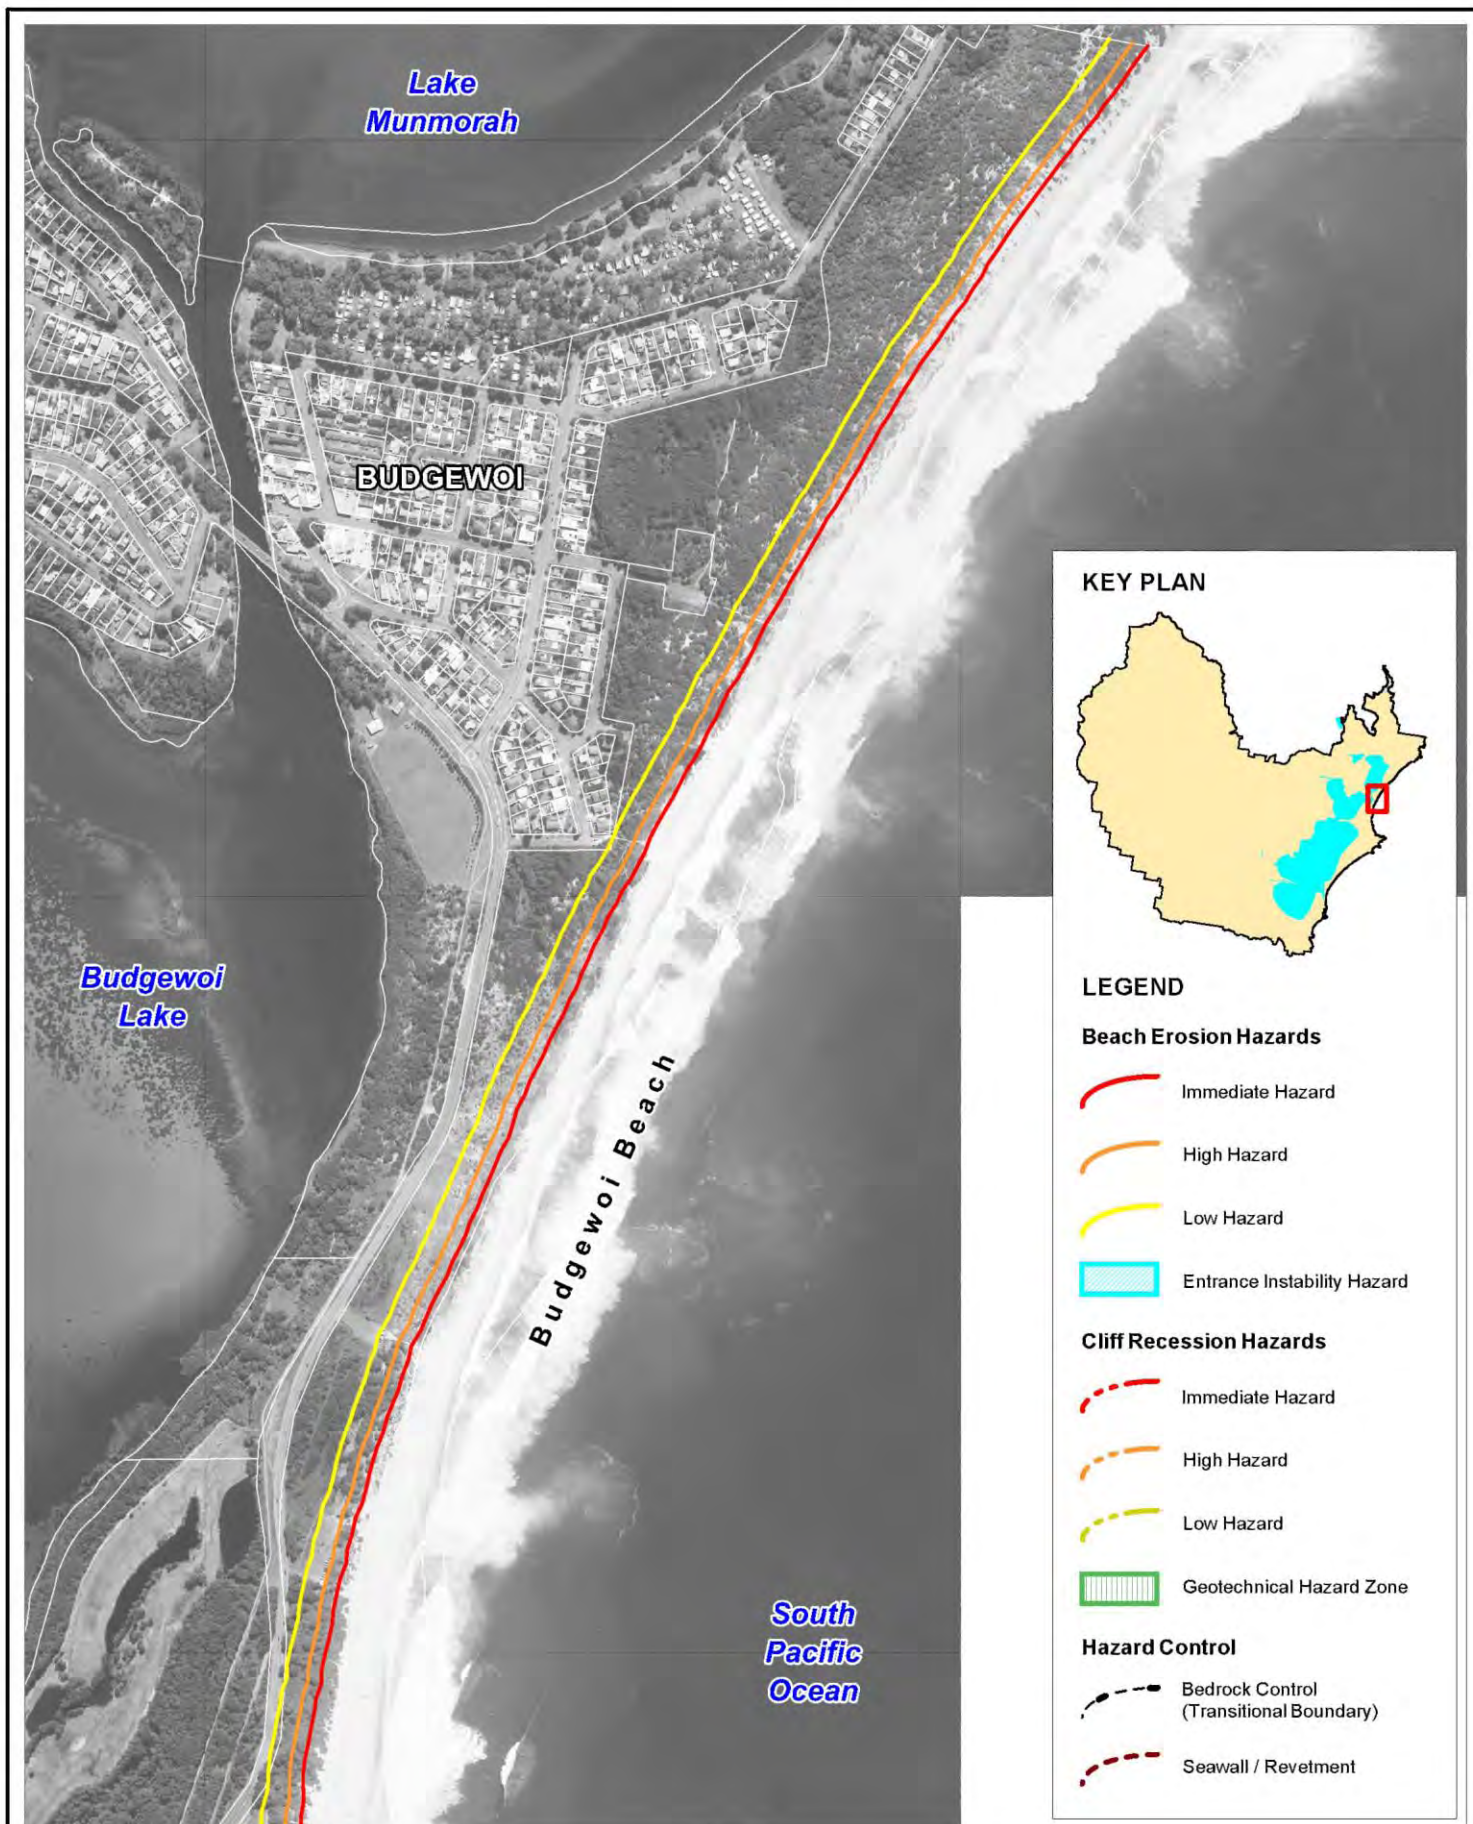 Lake
Munmorah
BUDGEWOI
Budgewoi
Lake
Budgewoi Beach
South
Pacific
Ocean
KEY PLAN
LEGEND
Beach Erosion Hazards
Immediate Hazard
High Hazard
Low Hazard
Entrance Instability Hazard
Cliff Recession Hazards
Immediate Hazard
High Hazard
Low Hazard
Geotechnical Hazard Zone
Hazard Control
Bedrock Control
(Transitional Boundary)
Seawall / Revetment